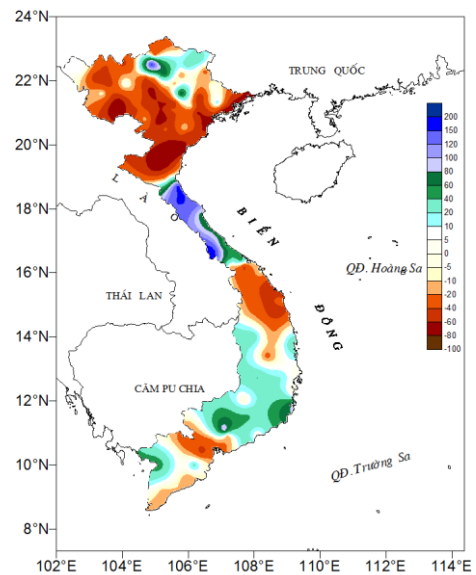 24°N
22°N
20°N
18°N
16°N
14°N
12°N
10°N
8°N
TRUNG QUỐC
LÀO
BIỂN
ĐÔNG
THÁI LAN
CĂM PU CHIA
QĐ. Hoàng Sa
QĐ. Trường Sa
200
150
120
100
80
60
40
20
10
5
0
-5
-10
-20
-40
-60
-80
-100
102°E 104°E 106°E 108°E 110°E 112°E 114°E